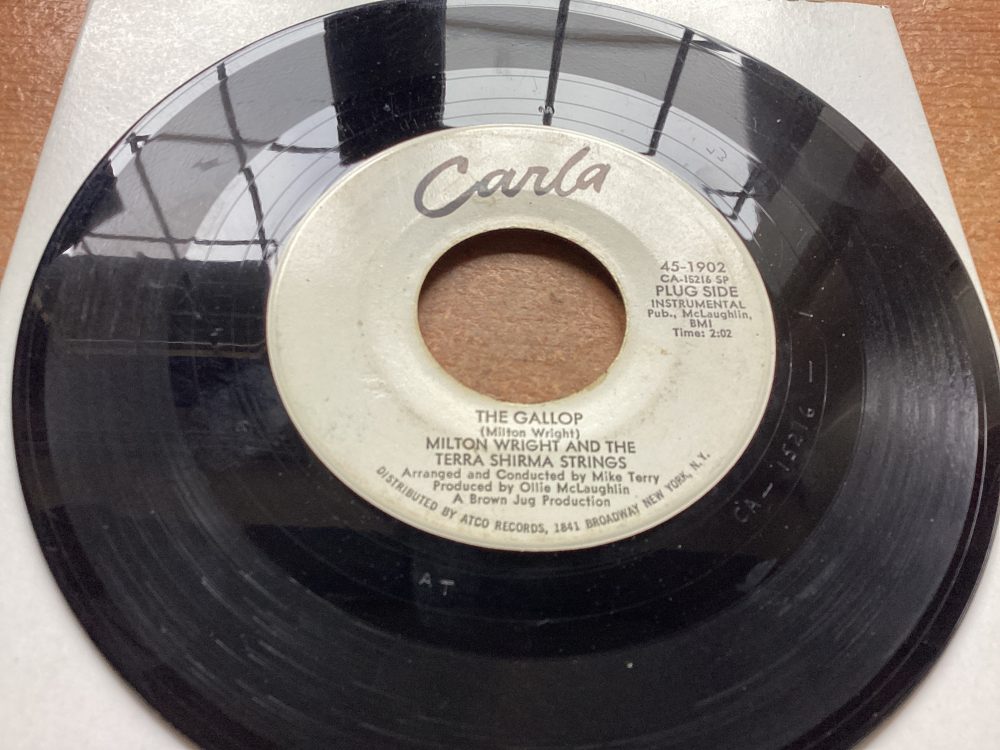 Carla
45-1902
CA-15216 SP
PLUG SIDE
INSTRUMENTAL
Pub., McLaughlin,
BMI
Time: 2:02
THE GALLOP
(Milton Wright)
MILTON WRIGHT AND THE
TERRA SHIRMA STRINGS
Arranged and Conducted by Mike Terry
Produced by Ollie McLaughlin
A Brown Jug Production
DISTRIBUTED BY ATCO RECORDS, 1841 BROADWAY NEW YORK, N.Y.
CA - 15216 -
AT